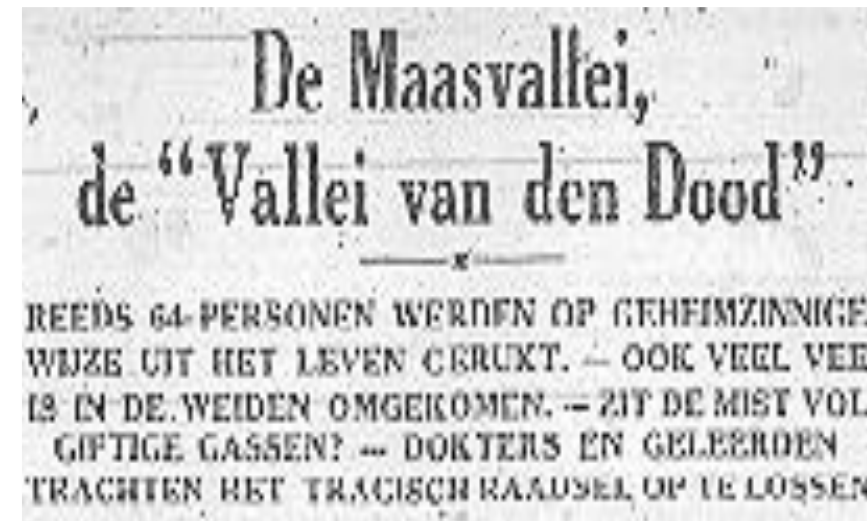 De Maasvallei,
de “Vallei van den Dood”
REEDS 64 PERSONEN WERDEN OP GEHEIMZINNIGE
WIJZE UIT HET LEVEN GERUKT. — OOK VEEL VEE
IS IN DE WEIDEN OMGEKOMEN. — ZIT DE MIST VOL
GIFTIGE GASSEN? — DOKTERS EN GELEERDEN
TRACHTEN HET TRAGISCH RAADSEL OP TE LOSSEN